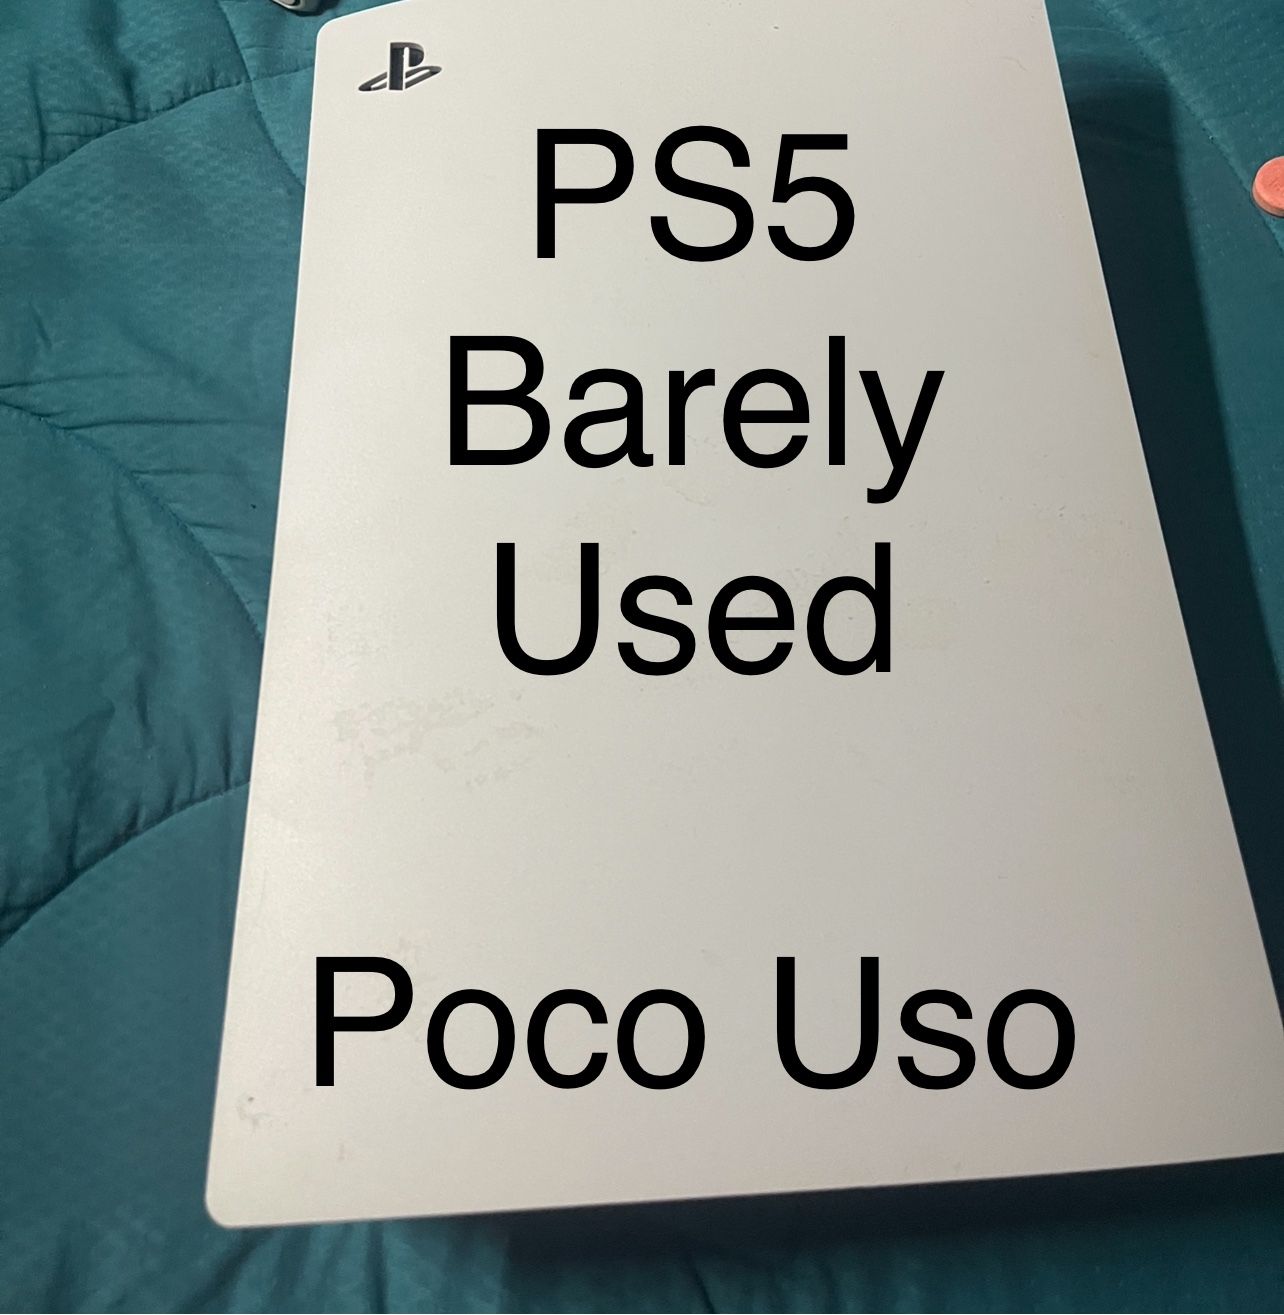 PS5
Barely
Used
Poco Uso